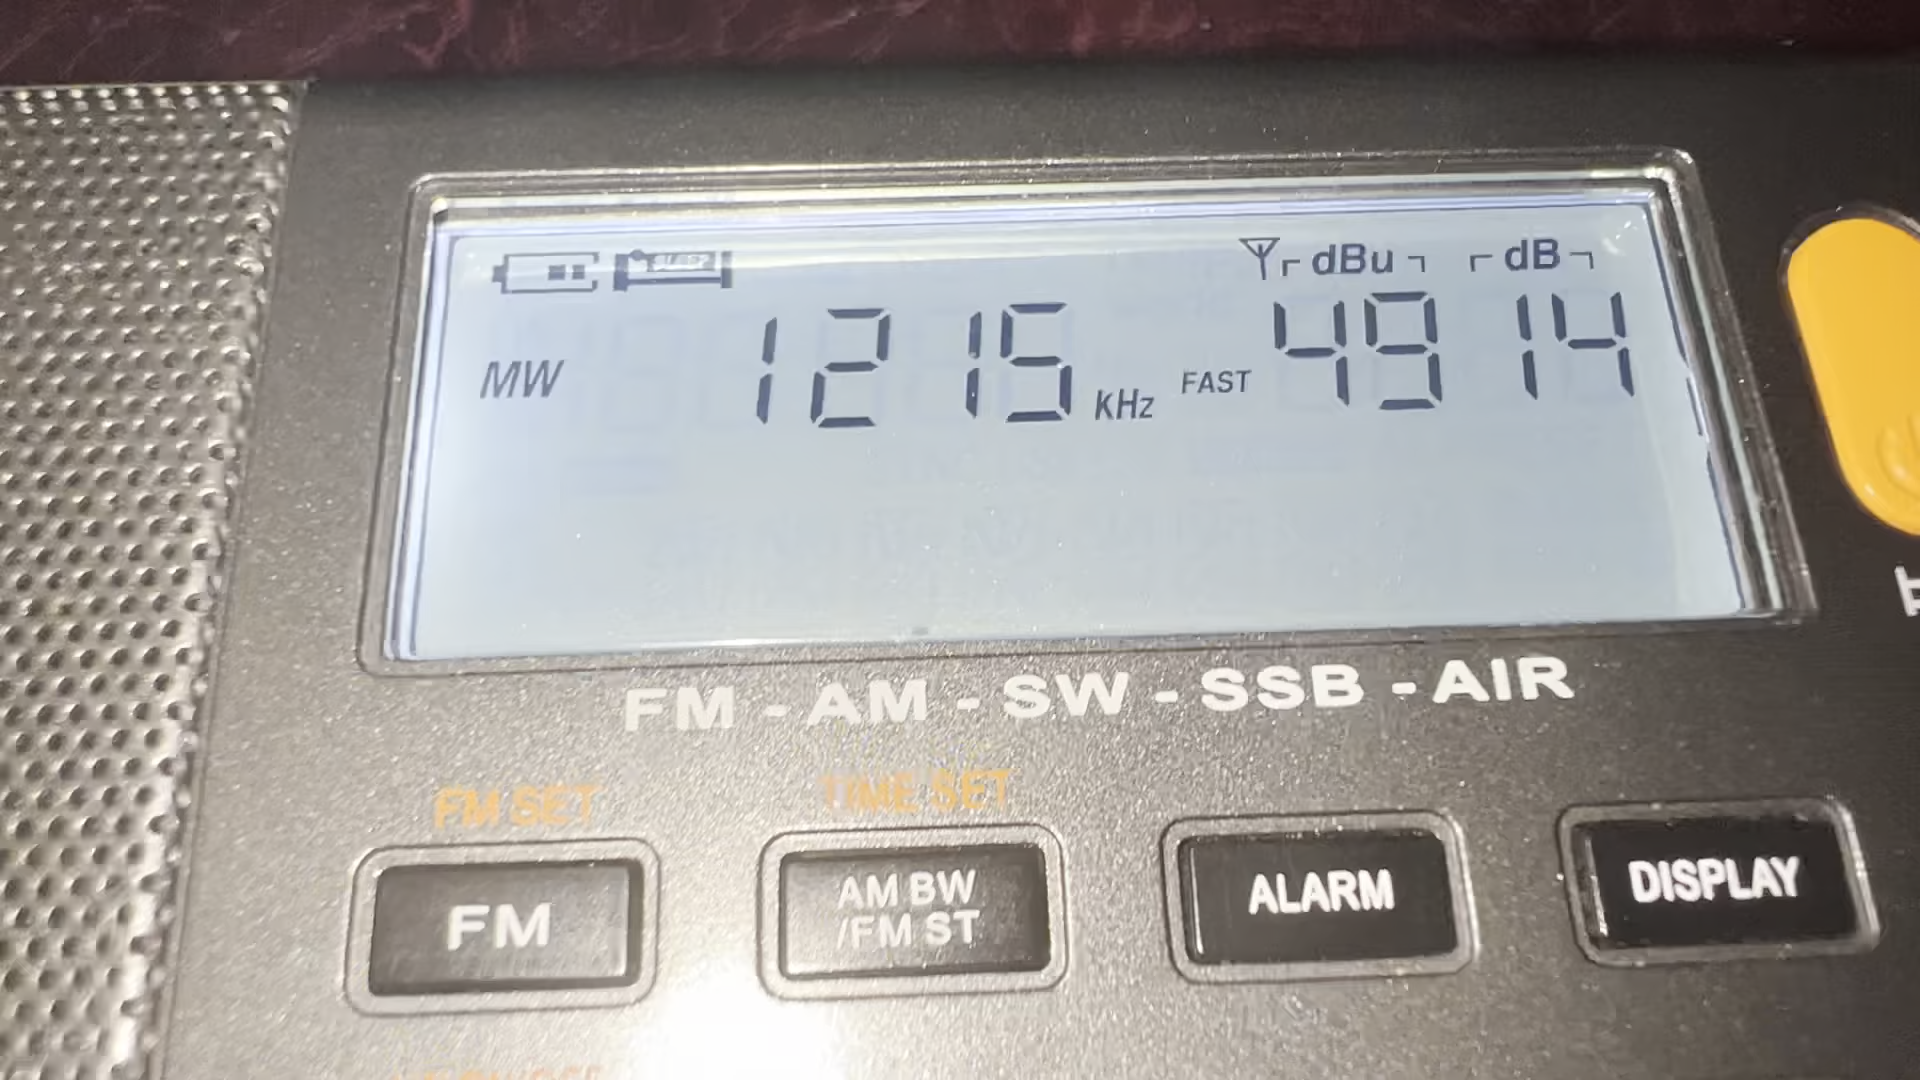 SLEEP dBu dB
MW 1215 kHz FAST 49 14
FM - AM - SW - SSB - AIR
FM SET TIME SET
FM AM BW ALARM DISPLAY
/FM ST